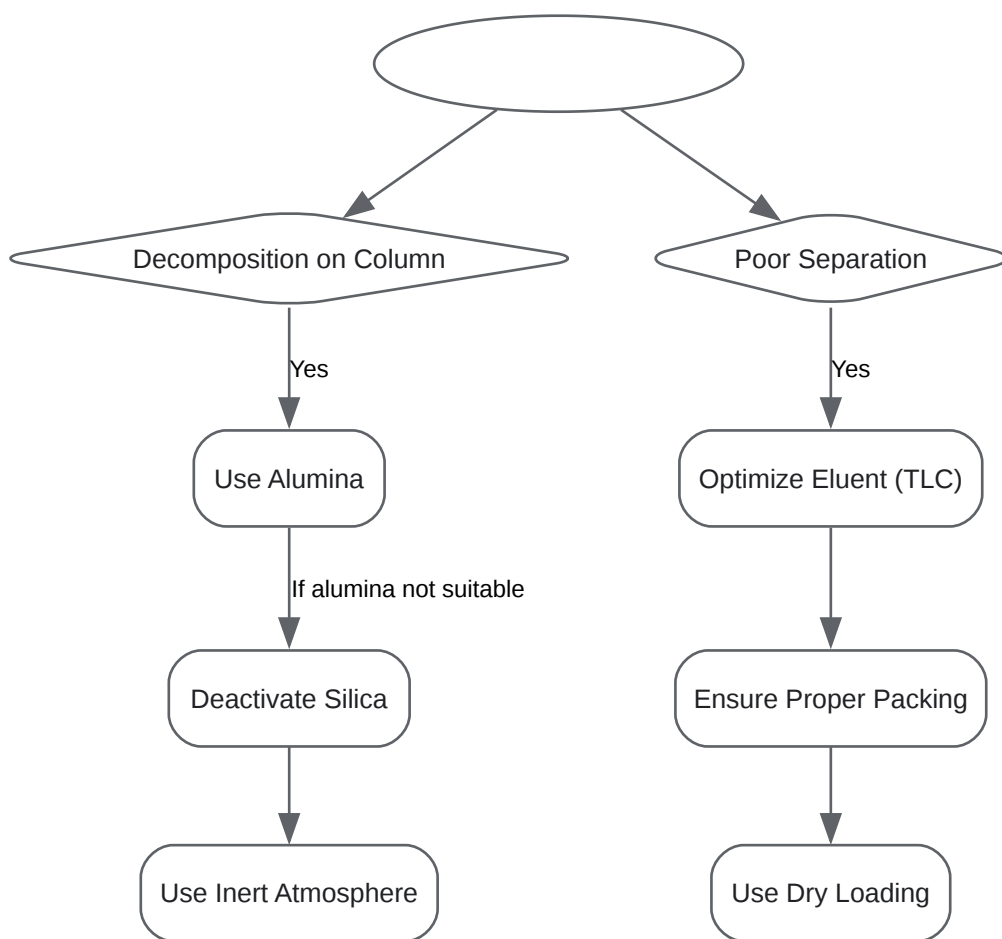 Decomposition on Column
Poor Separation
Yes
Yes
Use Alumina
Optimize Eluent (TLC)
If alumina not suitable
Deactivate Silica
Ensure Proper Packing
Use Inert Atmosphere
Use Dry Loading